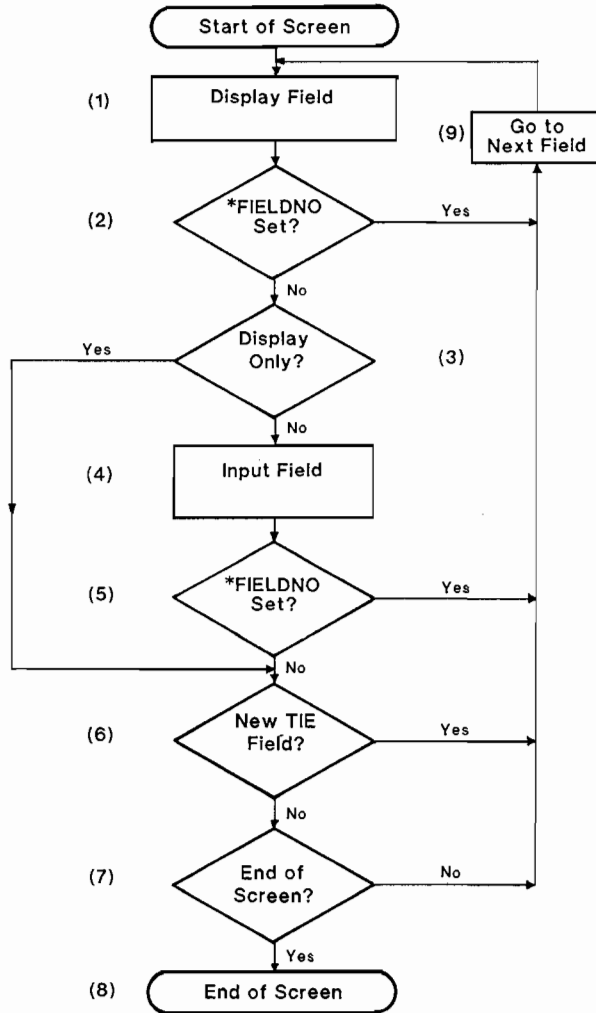 Start of Screen
(1)
Display Field
(9)
Go to
Next Field
(2)
*FIELDNO
Set?
Yes
No
Yes
Display
Only?
(3)
No
(4)
Input Field
(5)
*FIELDNO
Set?
Yes
No
(6)
New TIE
Field?
Yes
No
(7)
End of
Screen?
No
Yes
(8)
End of Screen